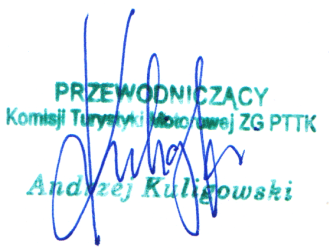 PRZEWODNICZĄCY
Komisji Turystyki Motorowej ZG PTTK
Andrzej Kuligowski